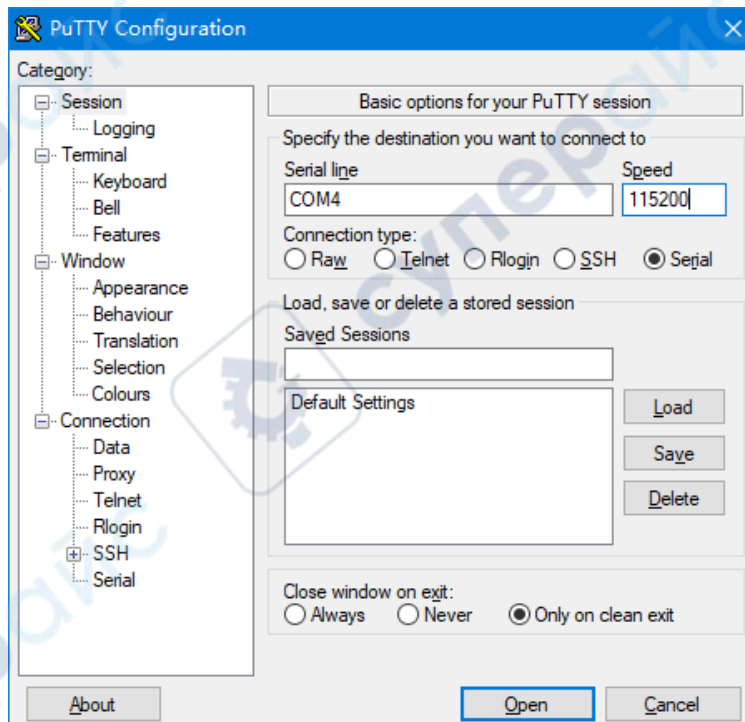 PuTTY Configuration
Category:
Session
Logging
Terminal
Keyboard
Bell
Features
Window
Appearance
Behaviour
Translation
Selection
Colours
Connection
Data
Proxy
Telnet
Rlogin
SSH
Serial
Basic options for your PuTTY session
Specify the destination you want to connect to
Serial line Speed
COM4 115200
Connection type:
Raw Telnet Rlogin SSH Serial
Load, save or delete a stored session
Saved Sessions
Default Settings
Load
Save
Delete
Close window on exit:
Always Never Only on clean exit
About Open Cancel
суперайс